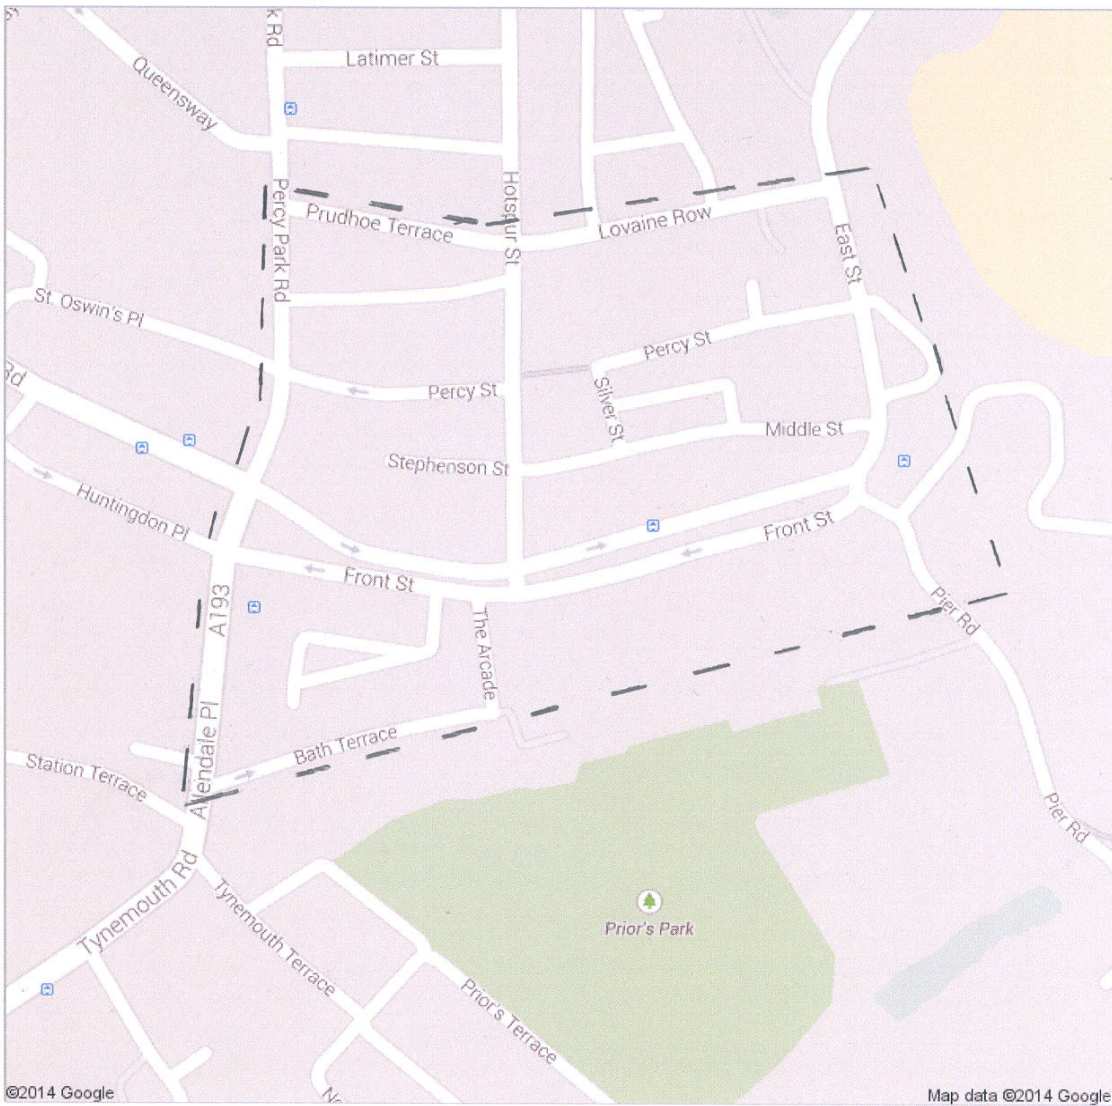 k Rd
Latimer St
Queensway
Percy Park Rd
Prudhoe Terrace
Hotspur St
Lovaine Row
East St
St. Oswin's Pl
Percy St
Percy St
Silver St
Rd
Middle St
Stephenson St
Huntingdon Pl
Front St
Front St
A193
The Arcade
Pier Rd
Allendale Pl
Bath Terrace
Station Terrace
Pier Rd
Tynemouth Rd
Tynemouth Terrace
Prior's Park
Prior's Terrace
©2014 Google
Map data ©2014 Google